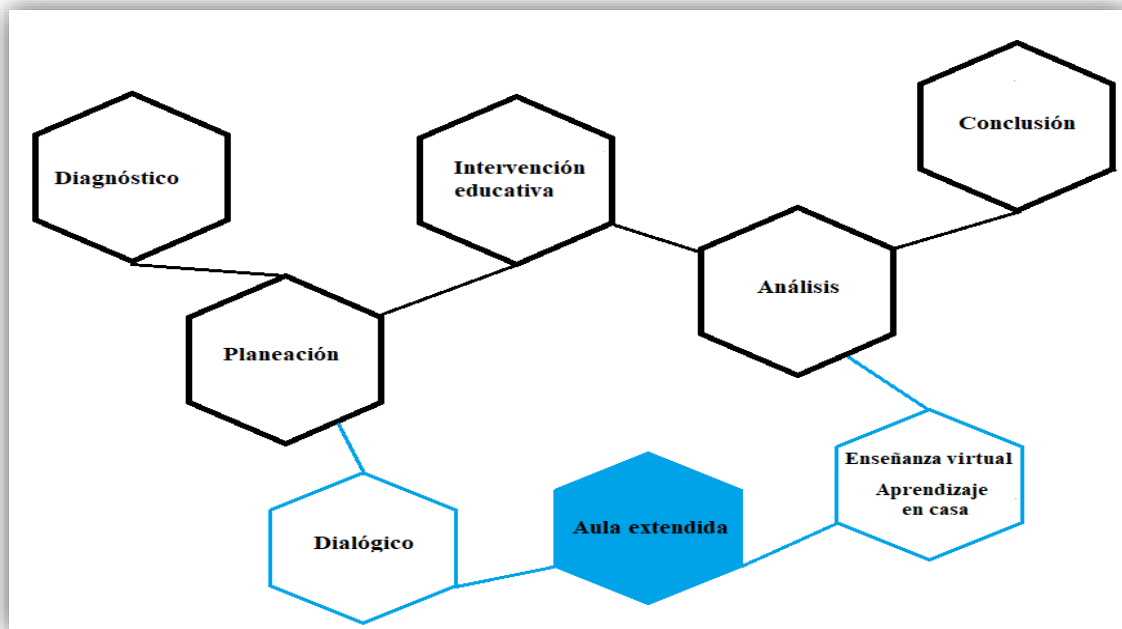 Diagnóstico
Planeación
Intervención
educativa
Análisis
Conclusión
Dialógico
Aula extendida
Enseñanza virtual
Aprendizaje
en casa